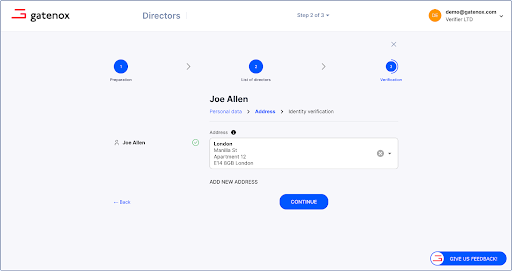 gatenox
Directors
Step 2 of 3
De
demo@gatenox.com
Verifier LTD
1
2
3
Preparation
List of directors
Verification
Joe Allen
Personal data > Address > Identity verification
Address
Joe Allen
London
Manilla St
Apartment 12
E14 8GB London
ADD NEW ADDRESS
← Back
CONTINUE
GIVE US FEEDBACK!